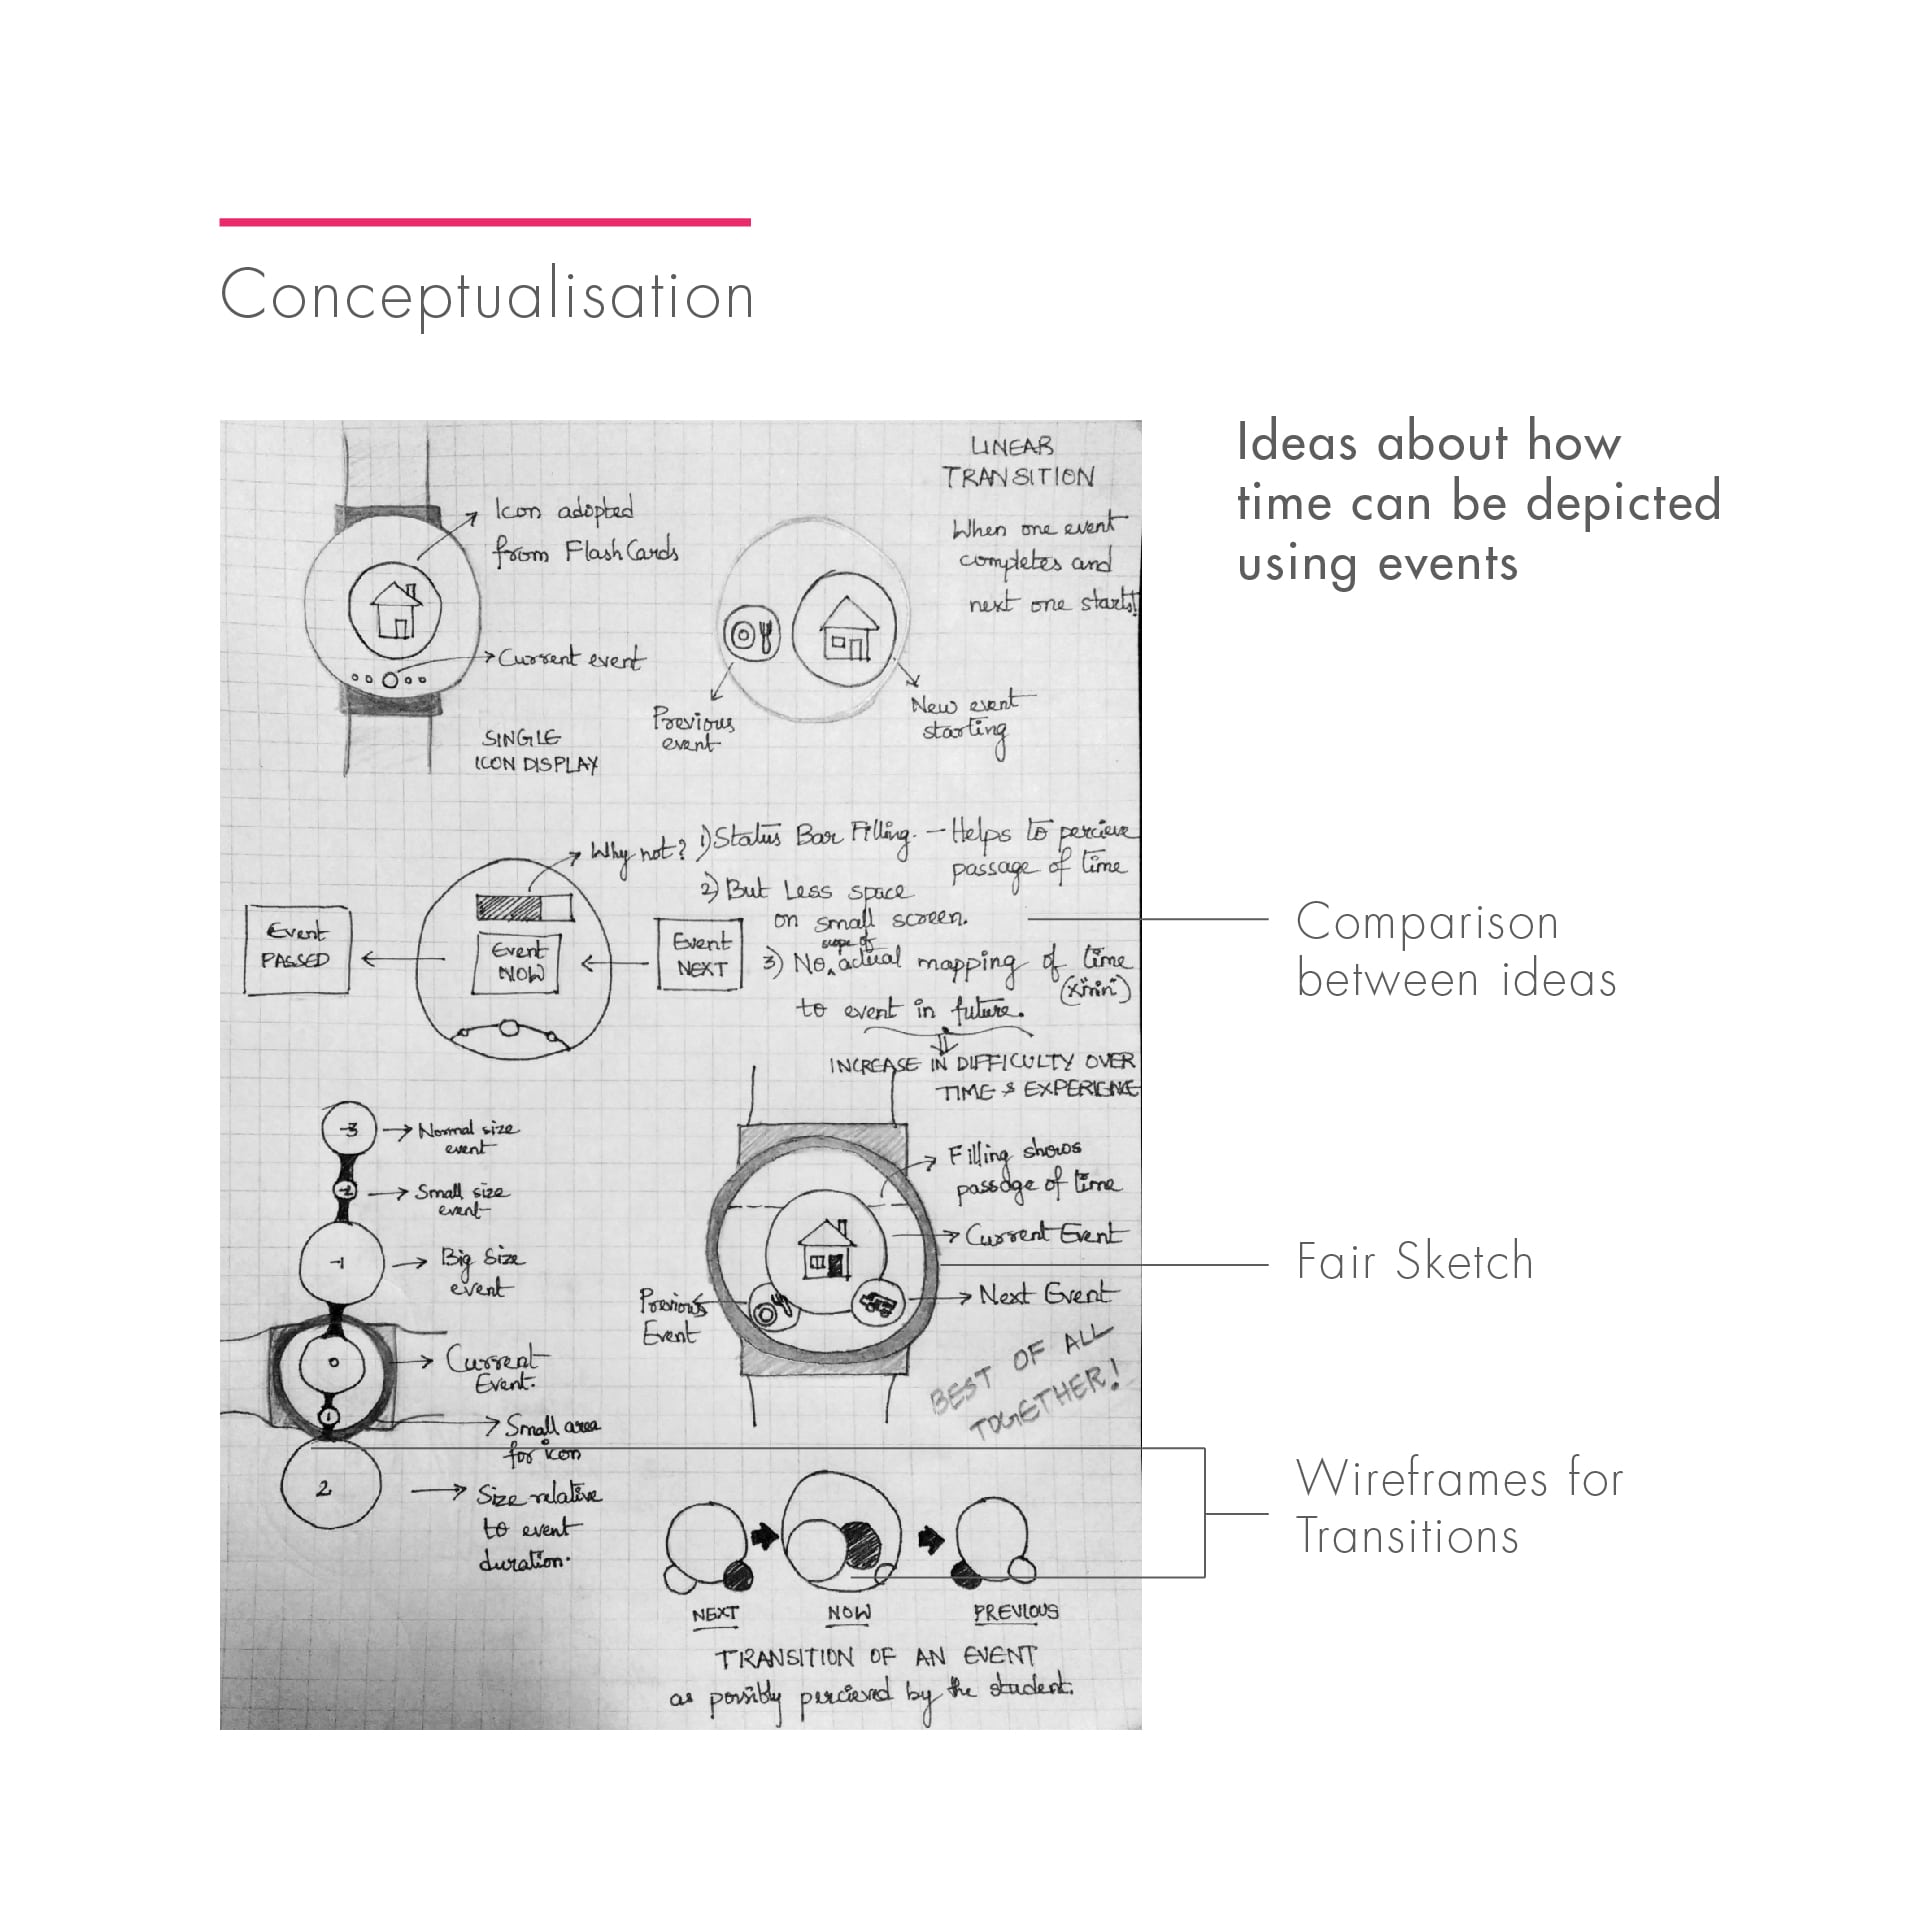 Conceptualisation
Ideas about how
time can be depicted
using events
LINEAR
TRANSITION
When one event
completes and
next one starts!
Icon adopted
from Flash Cards
Current event
SINGLE
ICON DISPLAY
Previous
event
New event
starting
Why not? 1) Status Bar Filling. — Helps to percieve
passage of time
2) But Less space
on small screen.
scope of
3) No actual mapping of time
("xmin")
to event in future.
INCREASE IN DIFFICULTY OVER
TIME & EXPERIENCE
Event
PASSED
Event
NOW
Event
NEXT
Comparison
between ideas
-3
Normal size
event
-2
Small size
event
-1
Big size
event
0
Current
Event.
1
Small area
for icon
2
Size relative
to event
duration.
Filling shows
passage of time
Current Event
Next Event
Previous
Event
BEST OF ALL
TOGETHER!
Fair Sketch
Wireframes for
Transitions
NEXT
NOW
PREVIOUS
TRANSITION OF AN EVENT
as possibly percieved by the student.